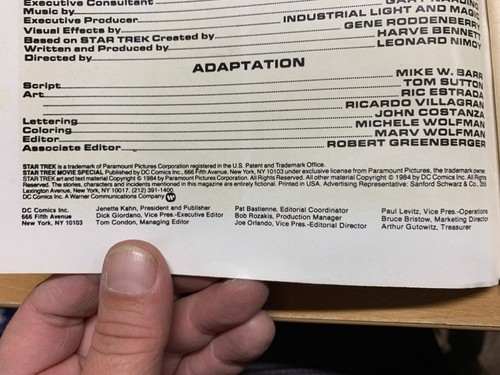 Executive Consultant
Music by
Executive Producer INDUSTRIAL LIGHT AND MAGIC
Visual Effects by GENE RODDENBERRY
Based on STAR TREK Created by HARVE BENNETT
Written and Produced by LEONARD NIMOY
Directed by
ADAPTATION
MIKE W. BARR
Script TOM SUTTON
Art RIC ESTRADA
RICARDO VILLAGRAN
JOHN COSTANZA
Lettering MICHELE WOLFMAN
Coloring MARV WOLFMAN
Editor ROBERT GREENBERGER
Associate Editor
STAR TREK is a trademark of Paramount Pictures Corporation registered in the U.S. Patent and Trademark Office.
STAR TREK MOVIE SPECIAL Published by DC Comics Inc., 666 Fifth Avenue, New York, NY 10103 under exclusive license from Paramount Pictures, the trademark owner.
STAR TREK art and text material Copyright © 1984 by Paramount Pictures Corporation. All Rights Reserved. All other material Copyright © 1984 by DC Comics Inc. All Rights
Reserved. The stories, characters and incidents mentioned in this magazine are entirely fictional. Printed in USA. Advertising Representative: Sanford Schwarz & Co., 355
Lexington Avenue, New York, NY 10017. (212) 391-1400.
DC Comics Inc. A Warner Communications Company
DC Comics Inc.
666 Fifth Avenue
New York, NY 10103
Jenette Kahn, President and Publisher
Dick Giordano, Vice Pres.-Executive Editor
Tom Condon, Managing Editor
Pat Bastienne, Editorial Coordinator
Bob Rozakis, Production Manager
Joe Orlando, Vice Pres.-Editorial Director
Paul Levitz, Vice Pres.-Operations
Bruce Bristow, Marketing Director
Arthur Gutowitz, Treasurer